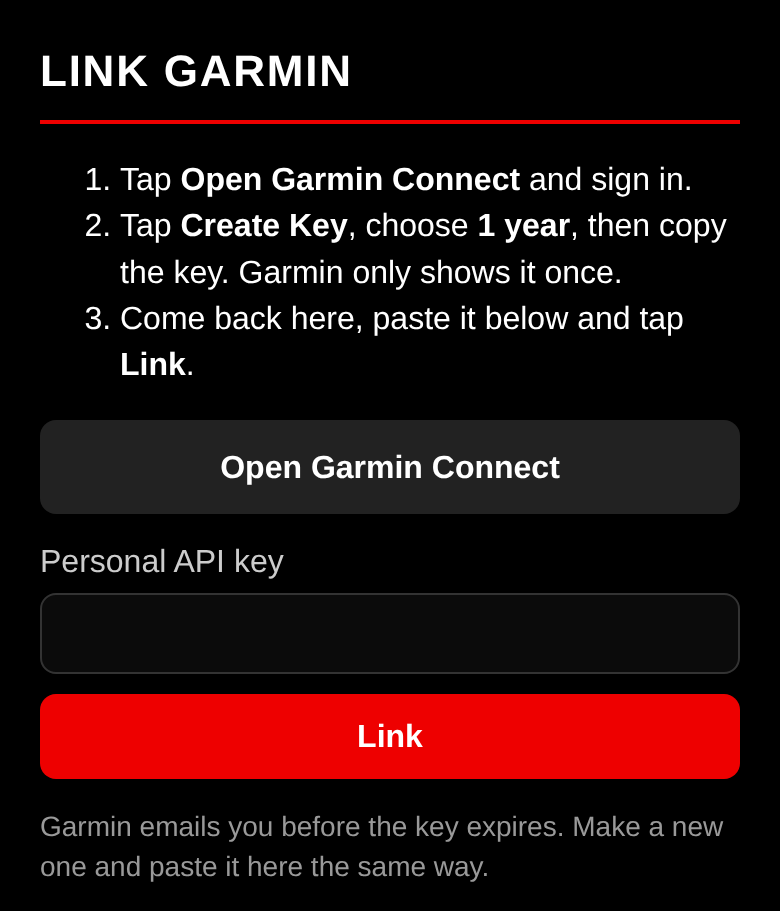 LINK GARMIN
1. Tap Open Garmin Connect and sign in.
2. Tap Create Key, choose 1 year, then copy
the key. Garmin only shows it once.
3. Come back here, paste it below and tap
Link.
Open Garmin Connect
Personal API key
Link
Garmin emails you before the key expires. Make a new
one and paste it here the same way.